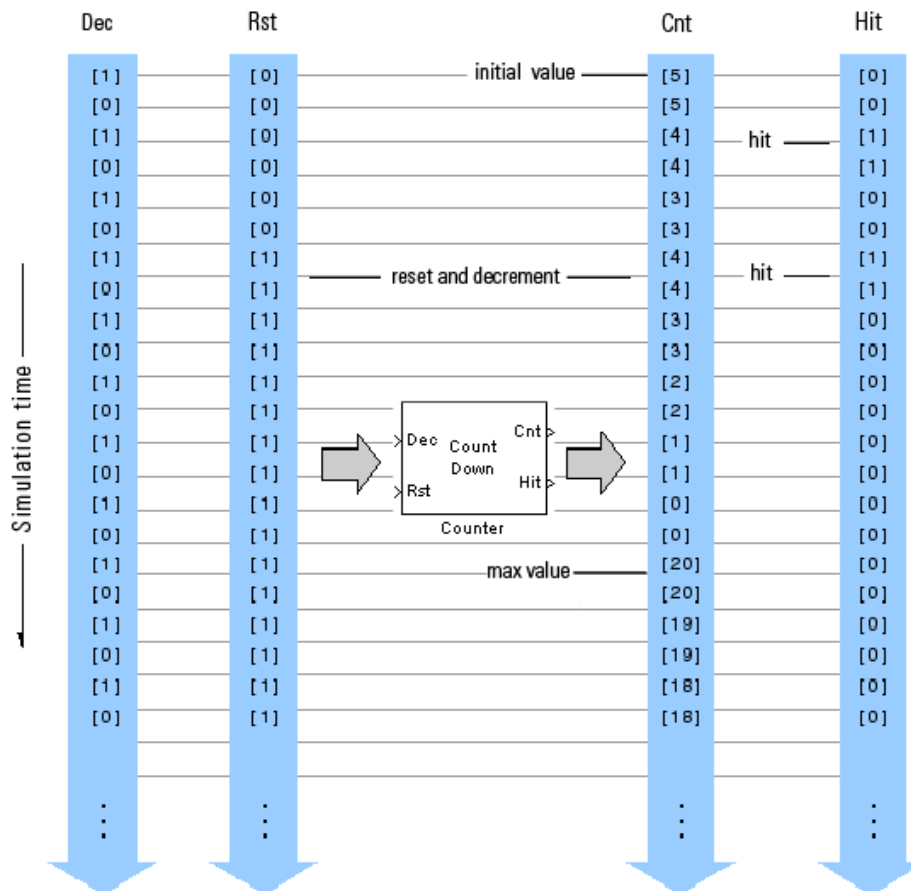 Dec Rst Cnt Hit
[1] [0] initial value [5] [0]
[0] [0] [5] [0]
[1] [0] [4] hit [1]
[0] [0] [4] [1]
[1] [0] [3] [0]
[0] [0] [3] [0]
[1] [1] [4] [1]
reset and decrement hit
[0] [1] [4] [1]
[1] [1] [3] [0]
[0] [1] [3] [0]
[1] [1] [2] [0]
[0] [1] [2] [0]
[1] [1] [1] [0]
[0] [1] [1] [0]
[1] [1] [0] [0]
[0] [1] [0] [0]
[1] [1] max value [20] [0]
[0] [1] [20] [0]
[1] [1] [19] [0]
[0] [1] [19] [0]
[1] [1] [18] [0]
[0] [1] [18] [0]
Simulation time
Dec Cnt
Count
Down
Rst Hit
Counter